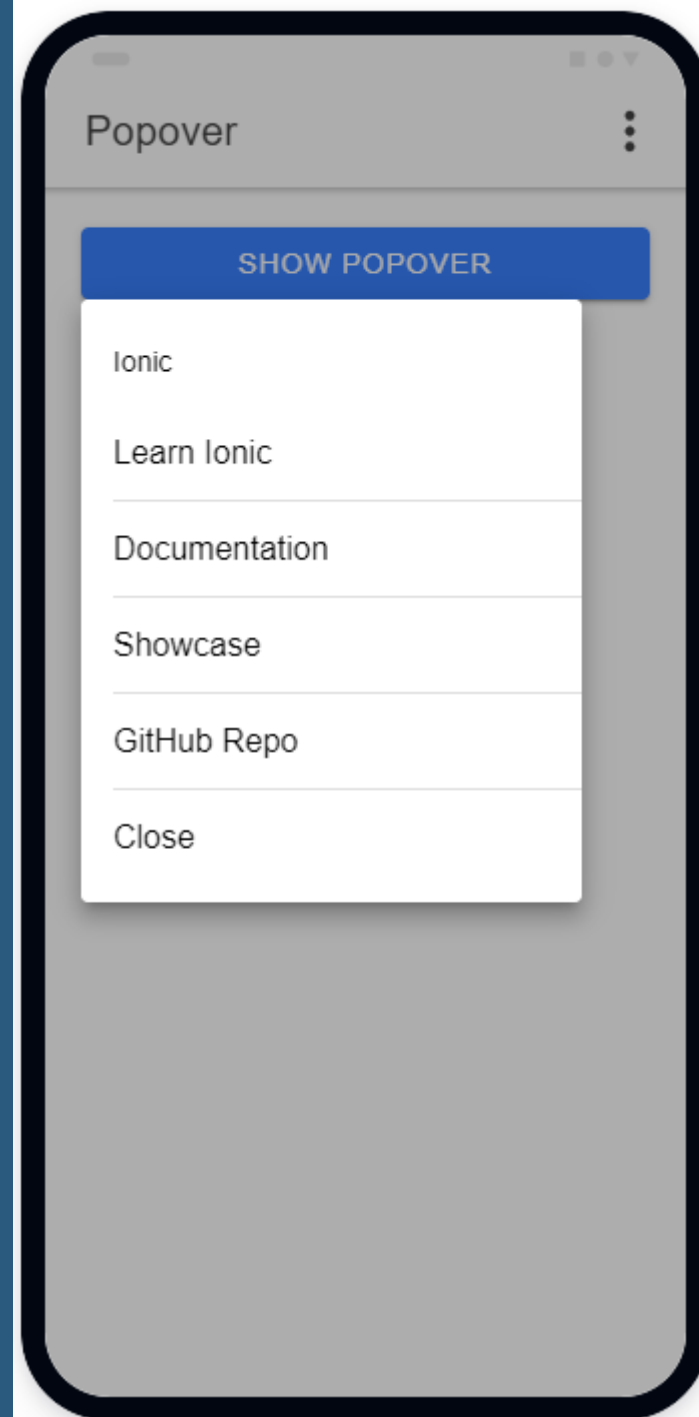 Popover
SHOW POPOVER
Ionic
Learn Ionic
Documentation
Showcase
GitHub Repo
Close